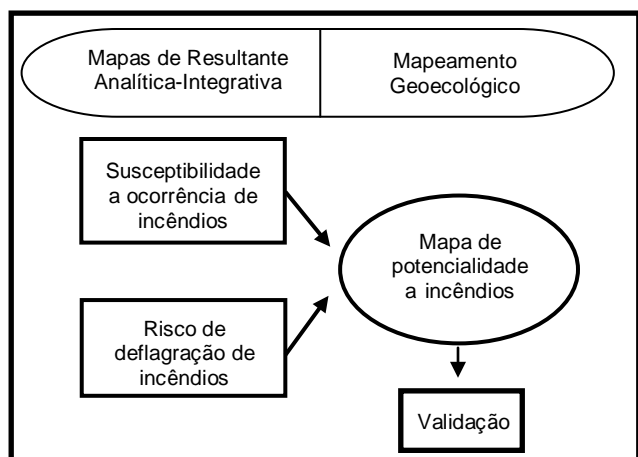 Mapas de Resultante
Analítica-Integrativa
Mapeamento
Geoecológico
Susceptibilidade
a ocorrência de
incêndios
Mapa de
potencialidade
a incêndios
Risco de
deflagração de
incêndios
Validação